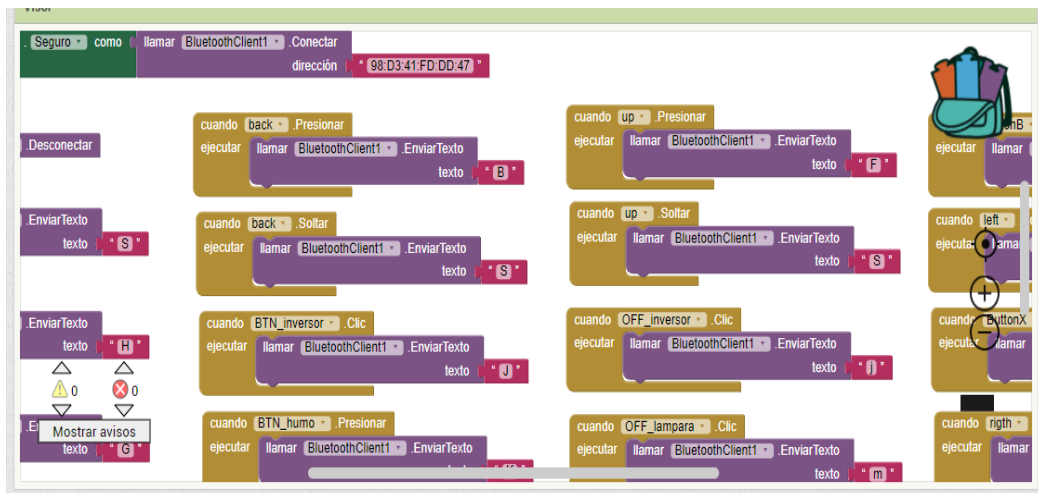 Visor
. Seguro como llamar BluetoothClient1 .Conectar
dirección " 98:D3:41:FD:DD:47 "
.Desconectar
.EnviarTexto
texto " S "
.EnviarTexto
texto " H "
0 0
Mostrar avisos
texto " G "
cuando back .Presionar
ejecutar llamar BluetoothClient1 .EnviarTexto
texto " B "
cuando back .Soltar
ejecutar llamar BluetoothClient1 .EnviarTexto
texto " S "
cuando BTN_inversor .Clic
ejecutar llamar BluetoothClient1 .EnviarTexto
texto " J "
cuando BTN_humo .Presionar
ejecutar llamar BluetoothClient1 .EnviarTexto
cuando up .Presionar
ejecutar llamar BluetoothClient1 .EnviarTexto
texto " F "
cuando up .Soltar
ejecutar llamar BluetoothClient1 .EnviarTexto
texto " S "
cuando OFF_inversor .Clic
ejecutar llamar BluetoothClient1 .EnviarTexto
texto " j "
cuando OFF_lampara .Clic
ejecutar llamar BluetoothClient1 .EnviarTexto
texto " m "
ejecutar llamar
cuando left
ejecutar llamar
cuando ButtonX
ejecutar llamar
cuando rigth
ejecutar llamar